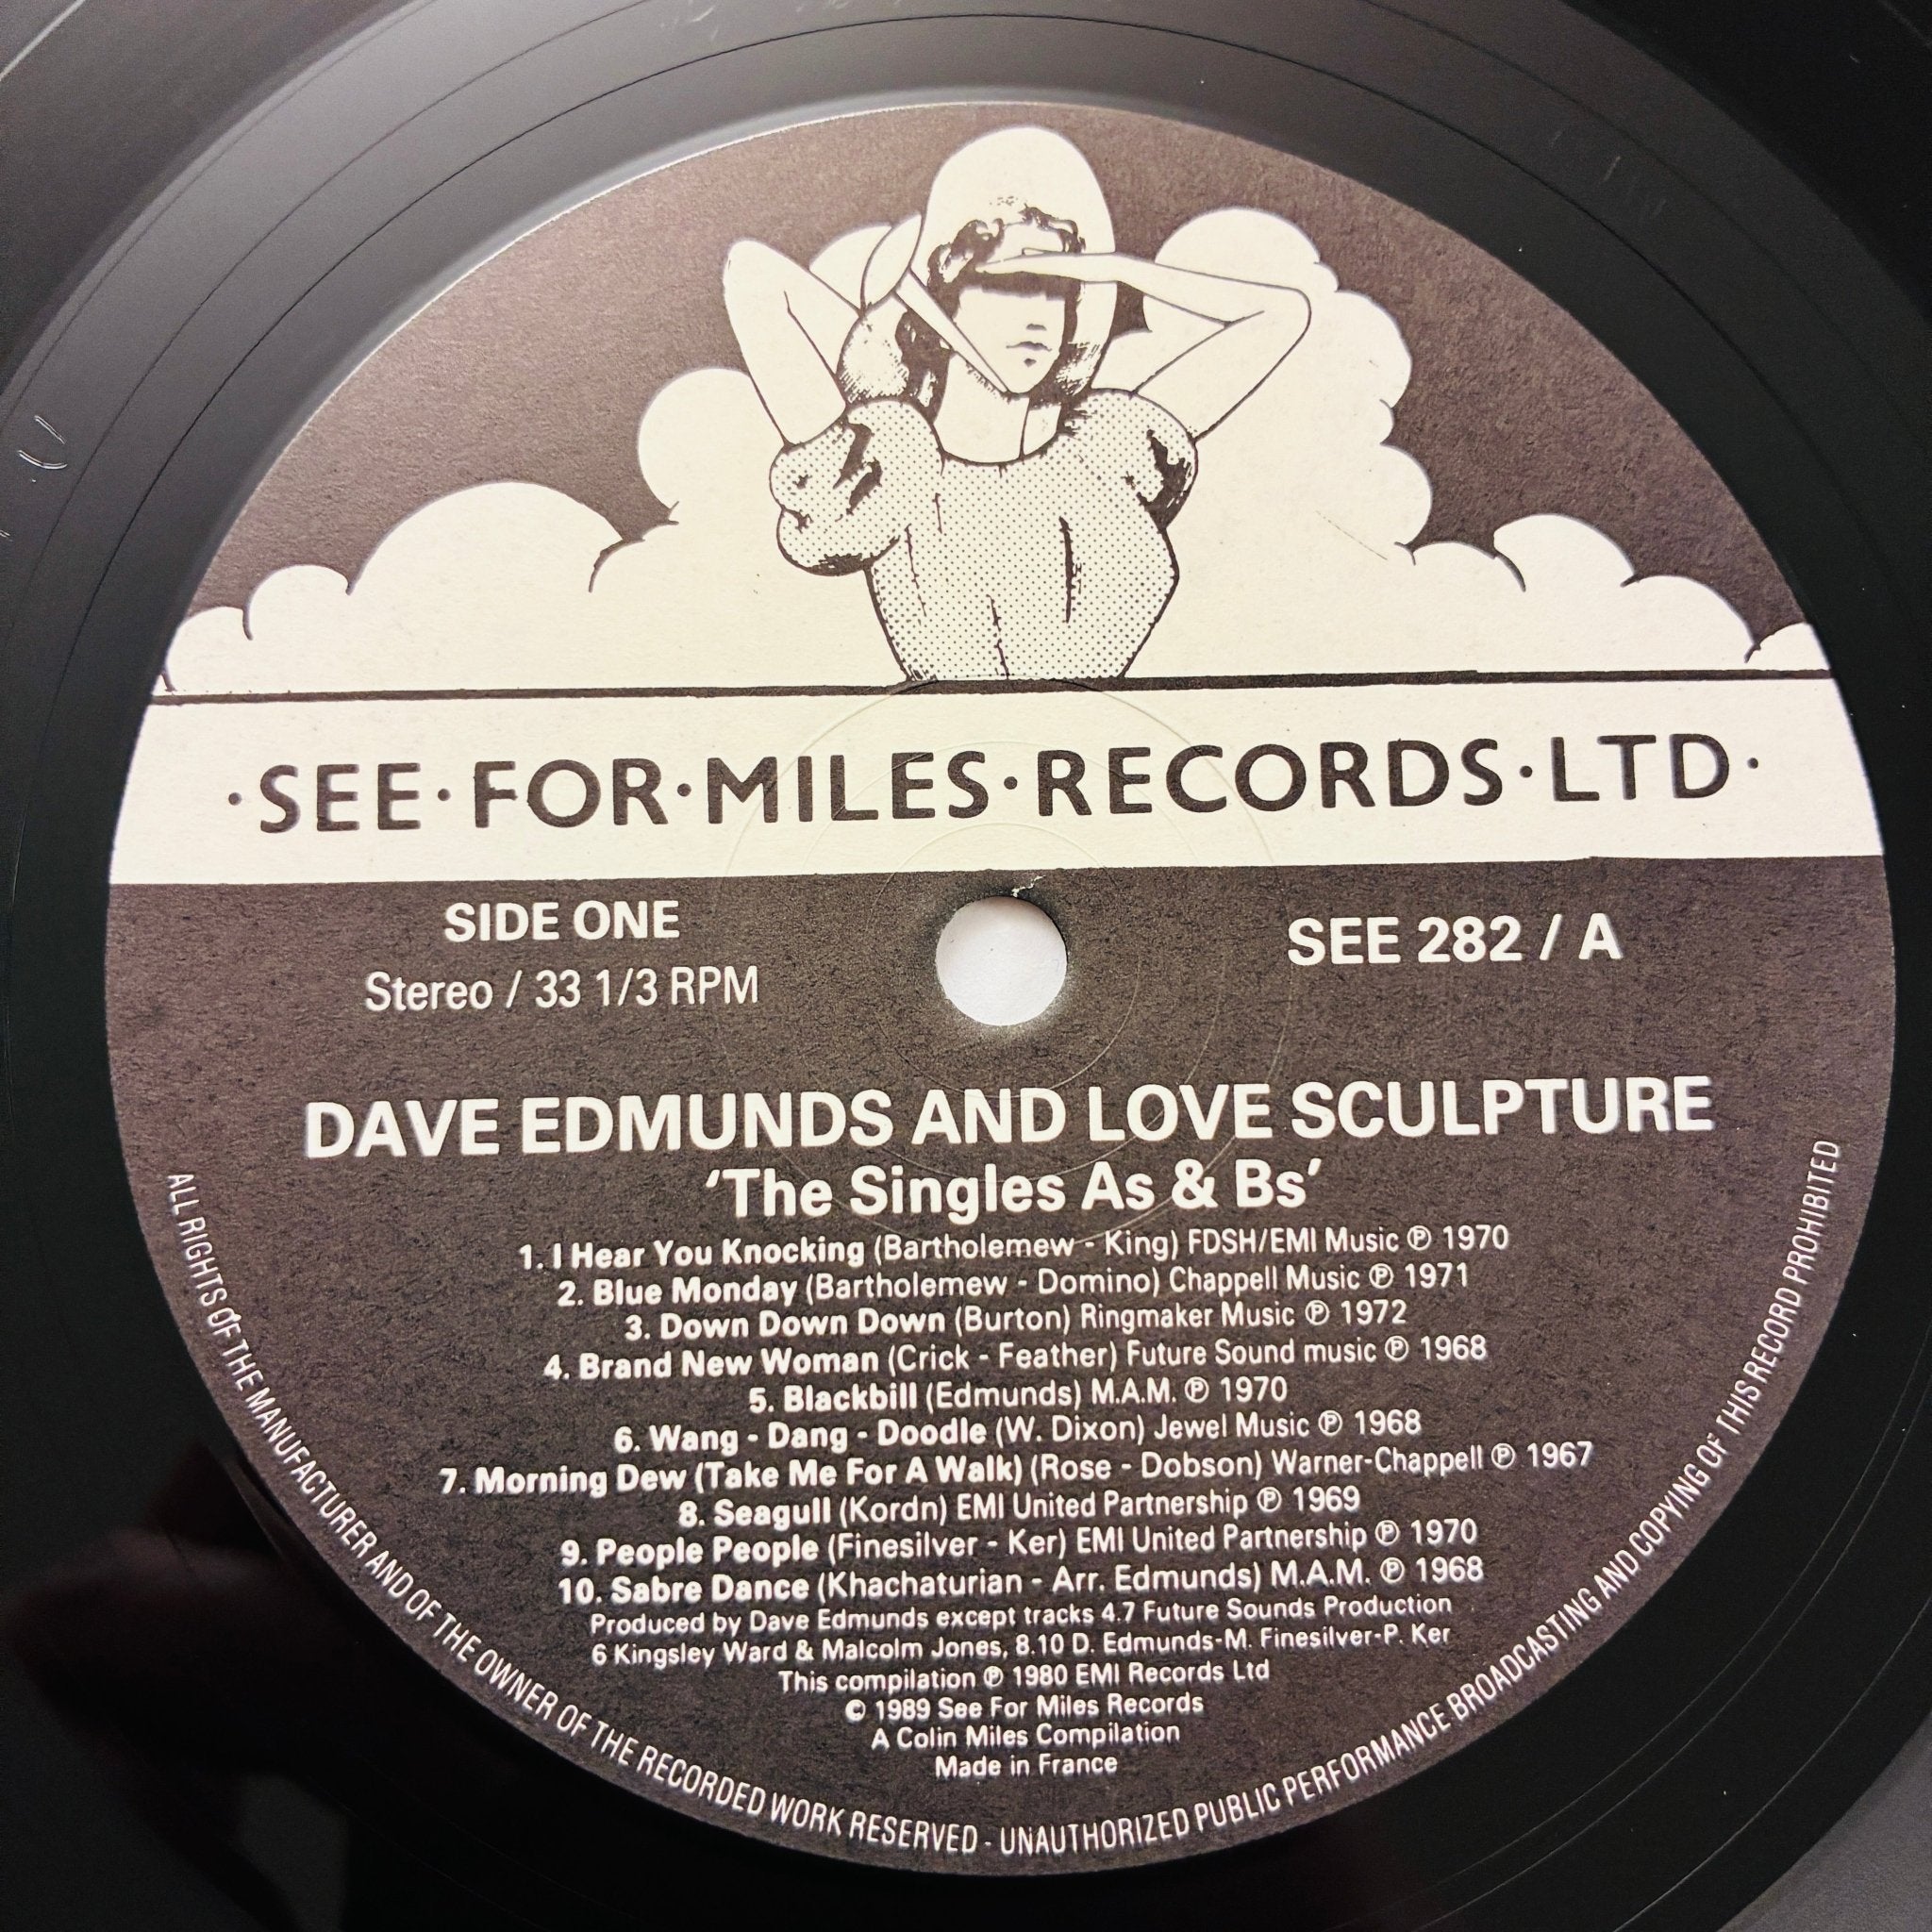 ·SEE·FOR·MILES·RECORDS·LTD·
SIDE ONE
Stereo / 33 1/3 RPM
SEE 282 / A
DAVE EDMUNDS AND LOVE SCULPTURE
'The Singles As & Bs'
1. I Hear You Knocking (Bartholemew - King) FDSH/EMI Music ℗ 1970
2. Blue Monday (Bartholemew - Domino) Chappell Music ℗ 1971
3. Down Down Down (Burton) Ringmaker Music ℗ 1972
4. Brand New Woman (Crick - Feather) Future Sound music ℗ 1968
5. Blackbill (Edmunds) M.A.M. ℗ 1970
6. Wang - Dang - Doodle (W. Dixon) Jewel Music ℗ 1968
7. Morning Dew (Take Me For A Walk) (Rose - Dobson) Warner-Chappell ℗ 1967
8. Seagull (Kordn) EMI United Partnership ℗ 1969
9. People People (Finesilver - Ker) EMI United Partnership ℗ 1970
10. Sabre Dance (Khachaturian - Arr. Edmunds) M.A.M. ℗ 1968
Produced by Dave Edmunds except tracks 4.7 Future Sounds Production
6 Kingsley Ward & Malcolm Jones, 8.10 D. Edmunds-M. Finesilver-P. Ker
This compilation ℗ 1980 EMI Records Ltd
© 1989 See For Miles Records
A Colin Miles Compilation
Made in France
ALL RIGHTS OF THE MANUFACTURER AND OF THE OWNER OF THE RECORDED WORK RESERVED - UNAUTHORIZED PUBLIC PERFORMANCE BROADCASTING AND COPYING OF THIS RECORD PROHIBITED